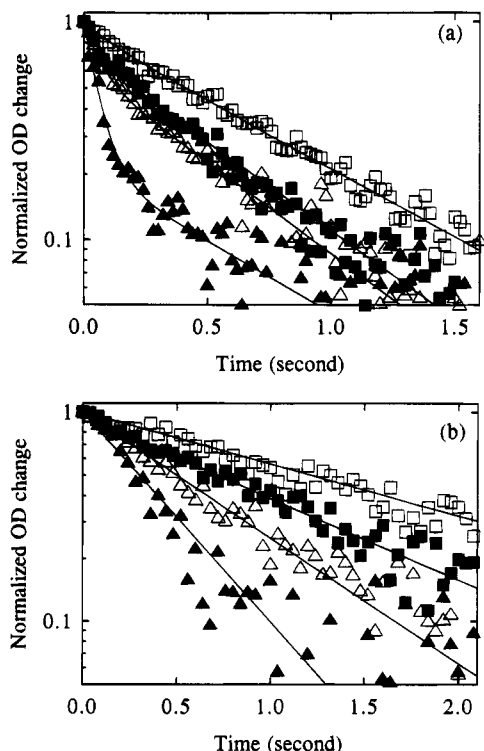 (a)
1
0.1
Normalized OD change
0.0 0.5 1.0 1.5
Time (second)
(b)
1
0.1
Normalized OD change
0.0 0.5 1.0 1.5 2.0
Time (second)